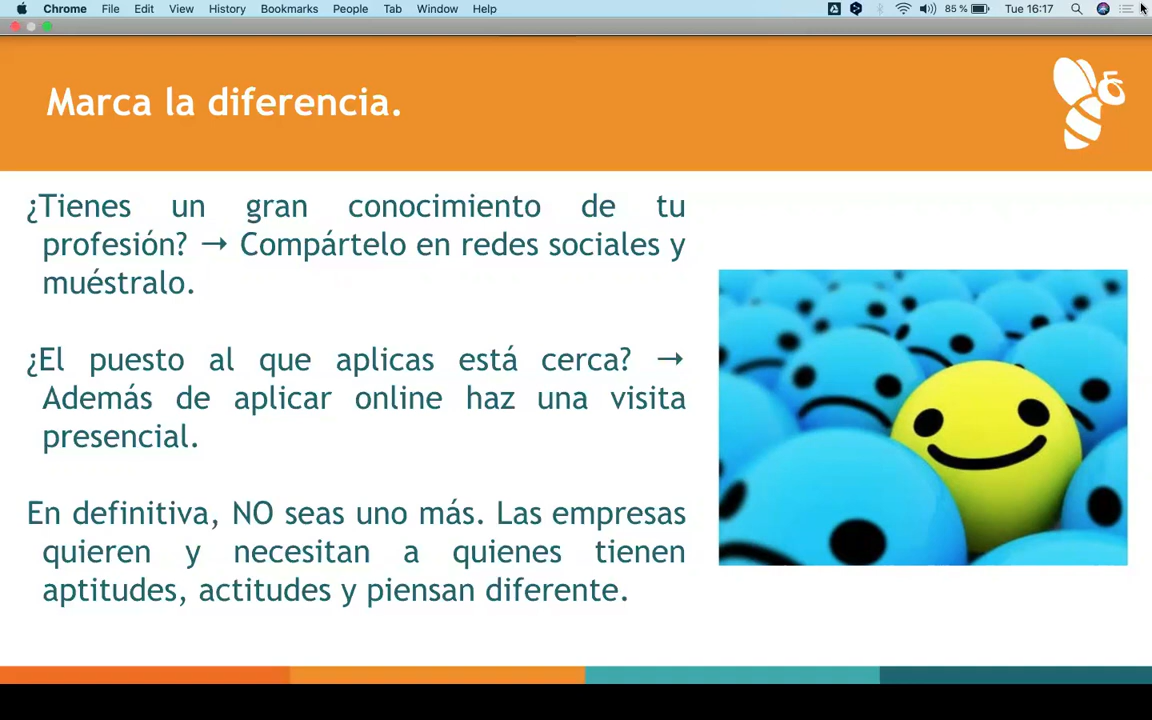 Chrome File Edit View History Bookmarks People Tab Window Help 85 % Tue 16:17
Marca la diferencia.
¿Tienes un gran conocimiento de tu
profesión? → Compártelo en redes sociales y
muéstralo.
¿El puesto al que aplicas está cerca? →
Además de aplicar online haz una visita
presencial.
En definitiva, NO seas uno más. Las empresas
quieren y necesitan a quienes tienen
aptitudes, actitudes y piensan diferente.